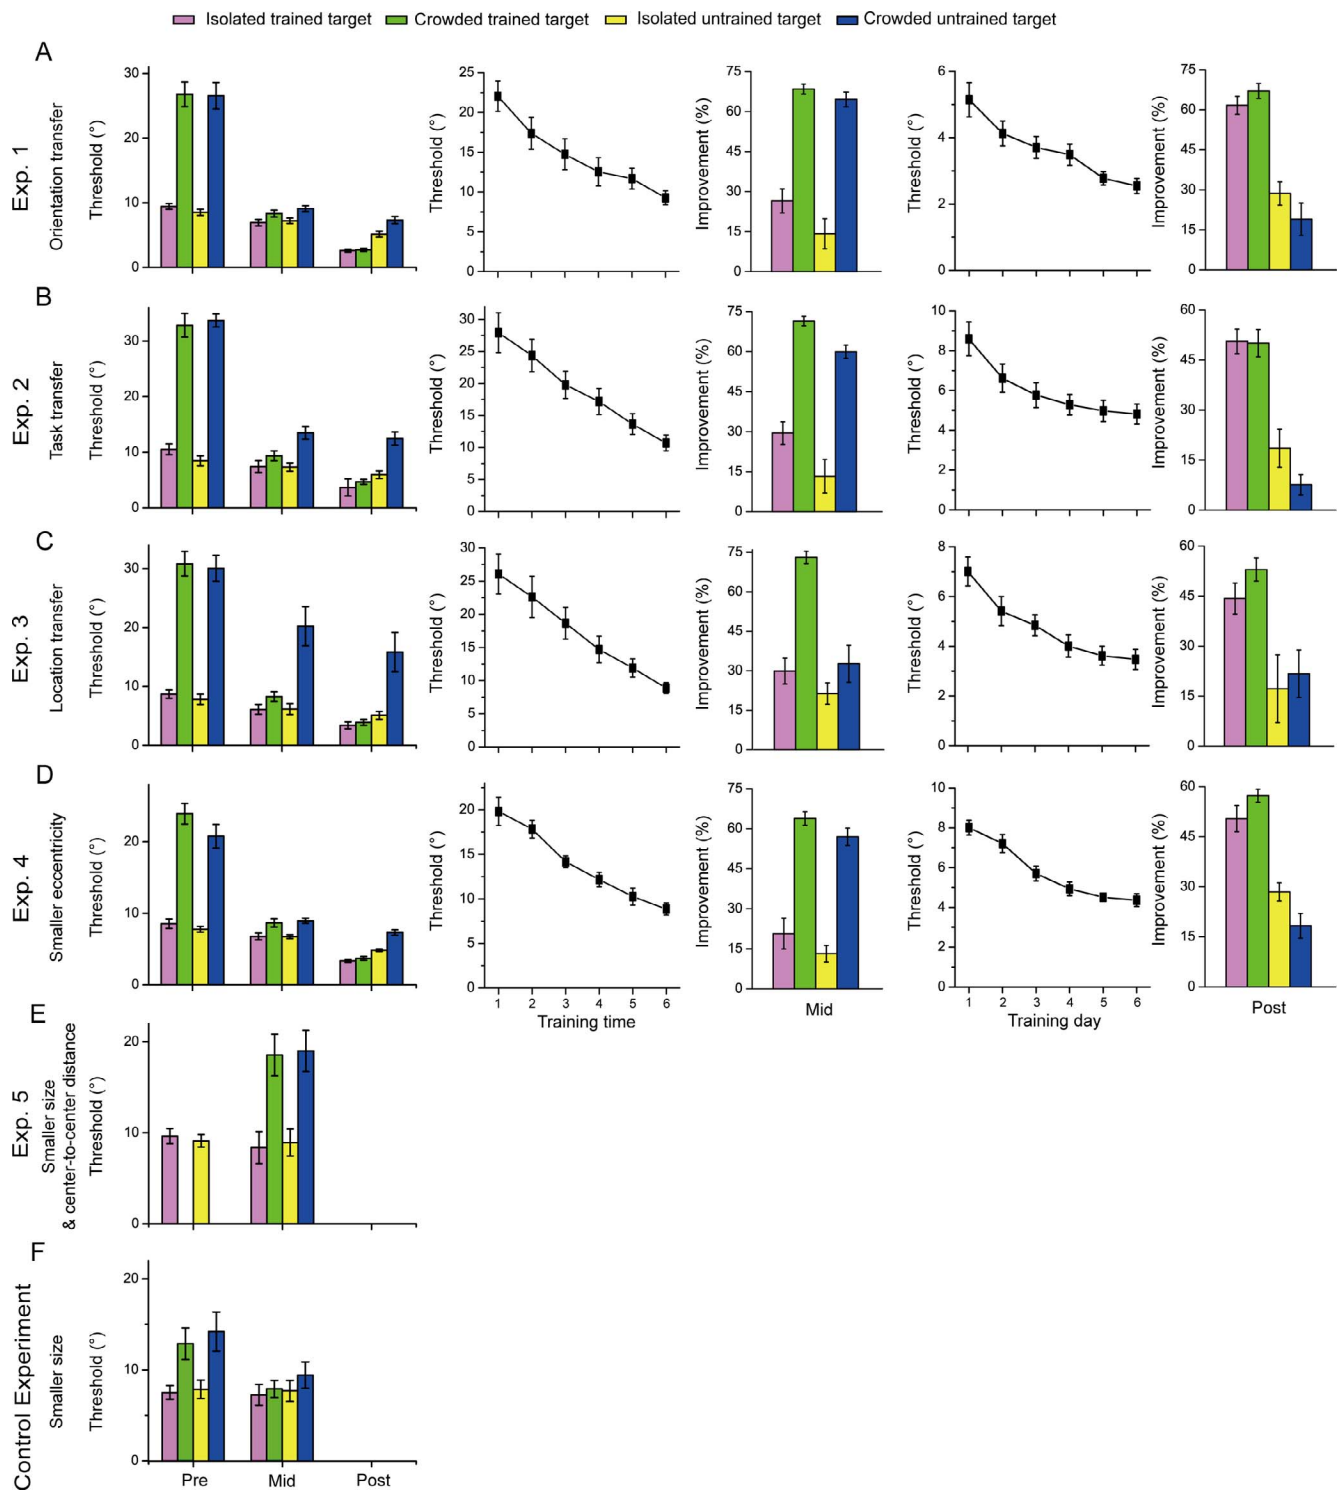 Isolated trained target Crowded trained target Isolated untrained target Crowded untrained target
A
Exp. 1
Orientation transfer
Threshold (°)
30
20
10
0
Threshold (°)
25
20
15
10
5
0
Improvement (%)
75
60
45
30
15
0
Threshold (°)
6
4
2
0
Improvement (%)
75
60
45
30
15
0
B
Exp. 2
Task transfer
Threshold (°)
30
20
10
0
Threshold (°)
30
25
20
15
10
5
0
Improvement (%)
75
60
45
30
15
0
Threshold (°)
10
8
6
4
2
0
Improvement (%)
60
45
30
15
0
C
Exp. 3
Location transfer
Threshold (°)
30
20
10
0
Threshold (°)
30
25
20
15
10
5
0
Improvement (%)
75
60
45
30
15
0
Threshold (°)
8
6
4
2
0
Improvement (%)
60
45
30
15
0
D
Exp. 4
Smaller eccentricity
Threshold (°)
20
10
0
Threshold (°)
20
15
10
5
0
1 2 3 4 5 6
Training time
Improvement (%)
75
60
45
30
15
0
Mid
Threshold (°)
10
8
6
4
2
0
1 2 3 4 5 6
Training day
Improvement (%)
60
45
30
15
0
Post
E
Exp. 5
Smaller size
& center-to-center distance
Threshold (°)
20
10
0
F
Control Experiment
Smaller size
Threshold (°)
20
10
0
Pre Mid Post